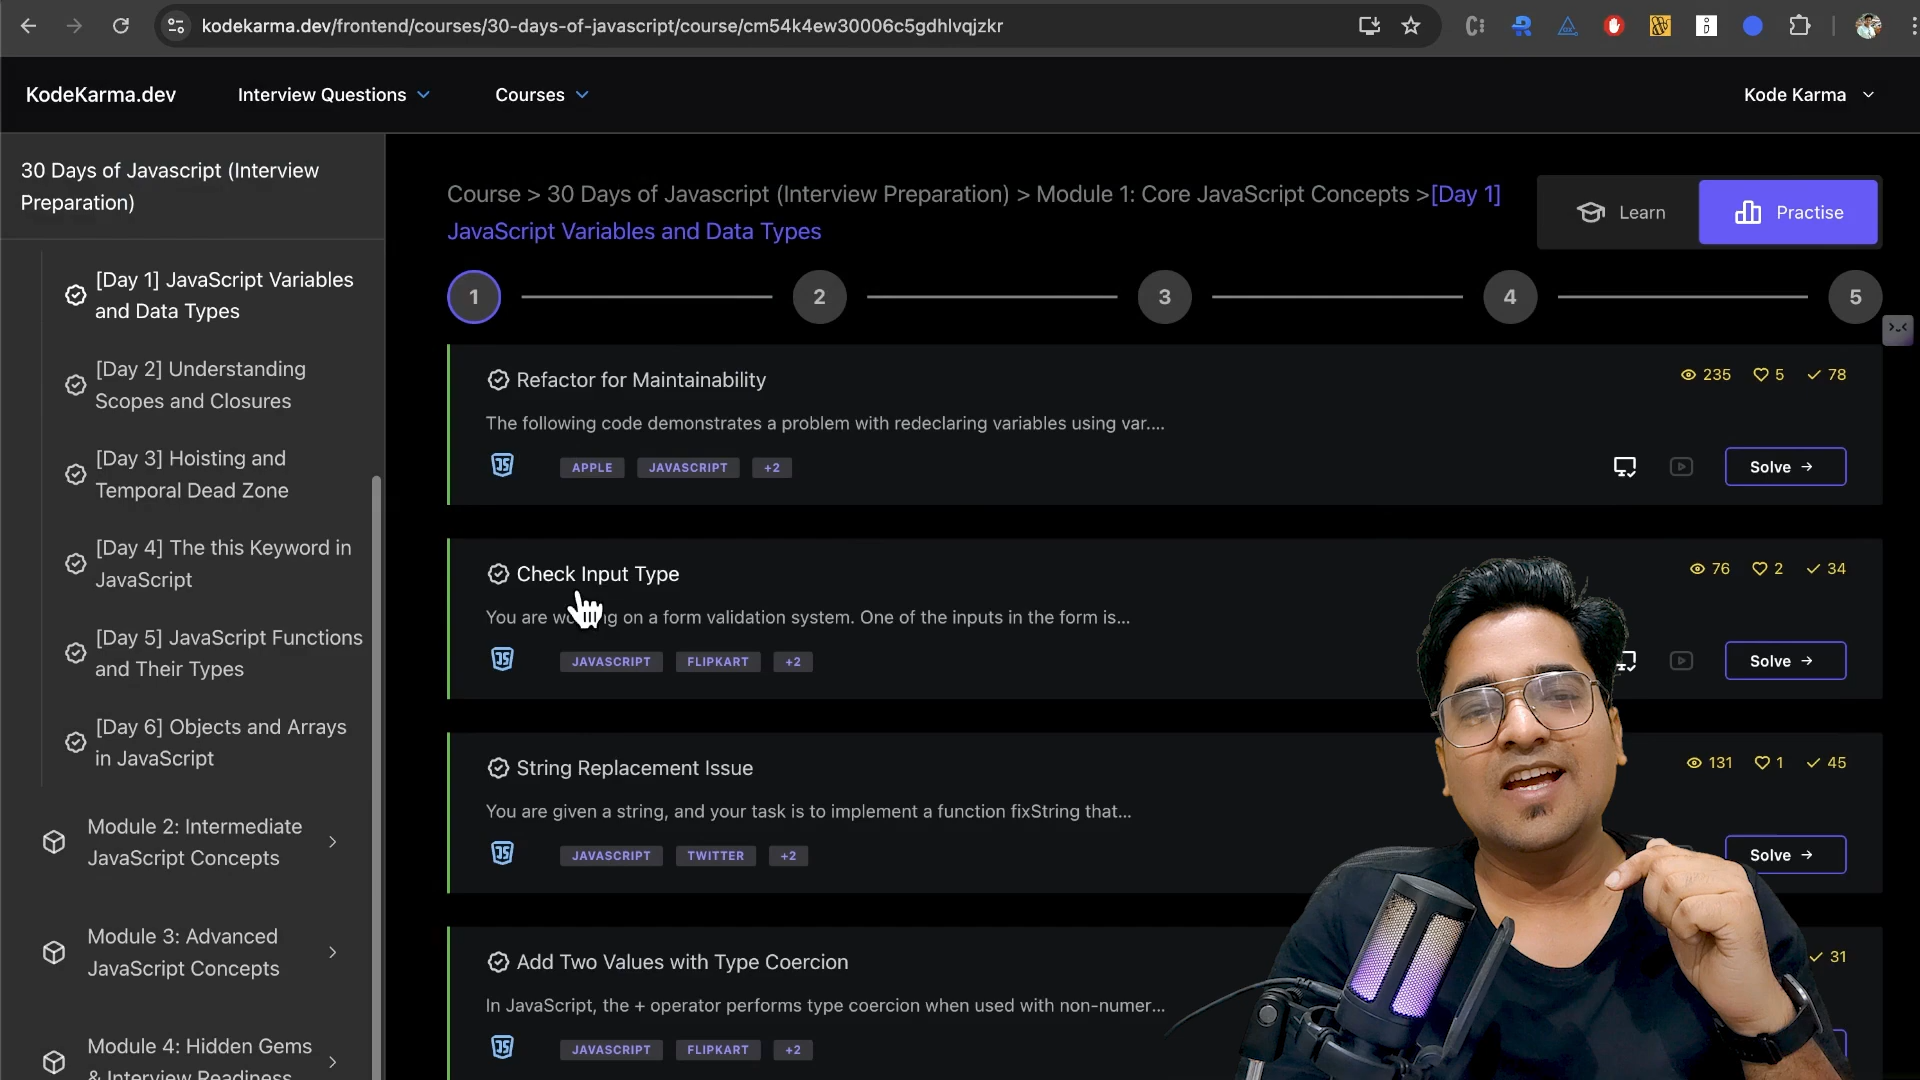 kodekarma.dev/frontend/courses/30-days-of-javascript/course/cm54k4ew30006c5gdhlvqjzkr
KodeKarma.dev
Interview Questions
Courses
Kode Karma
30 Days of Javascript (Interview
Preparation)
[Day 1] JavaScript Variables
and Data Types
[Day 2] Understanding
Scopes and Closures
[Day 3] Hoisting and
Temporal Dead Zone
[Day 4] The this Keyword in
JavaScript
[Day 5] JavaScript Functions
and Their Types
[Day 6] Objects and Arrays
in JavaScript
Module 2: Intermediate
JavaScript Concepts
Module 3: Advanced
JavaScript Concepts
Module 4: Hidden Gems
& Interview Readiness
Course > 30 Days of Javascript (Interview Preparation) > Module 1: Core JavaScript Concepts >[Day 1]
JavaScript Variables and Data Types
Learn
Practise
1 2 3 4 5
Refactor for Maintainability
235 5 78
The following code demonstrates a problem with redeclaring variables using var....
APPLE JAVASCRIPT +2
Solve →
Check Input Type
76 2 34
You are working on a form validation system. One of the inputs in the form is...
JAVASCRIPT FLIPKART +2
Solve →
String Replacement Issue
131 1 45
You are given a string, and your task is to implement a function fixString that...
JAVASCRIPT TWITTER +2
Solve →
Add Two Values with Type Coercion
31
In JavaScript, the + operator performs type coercion when used with non-numer...
JAVASCRIPT FLIPKART +2